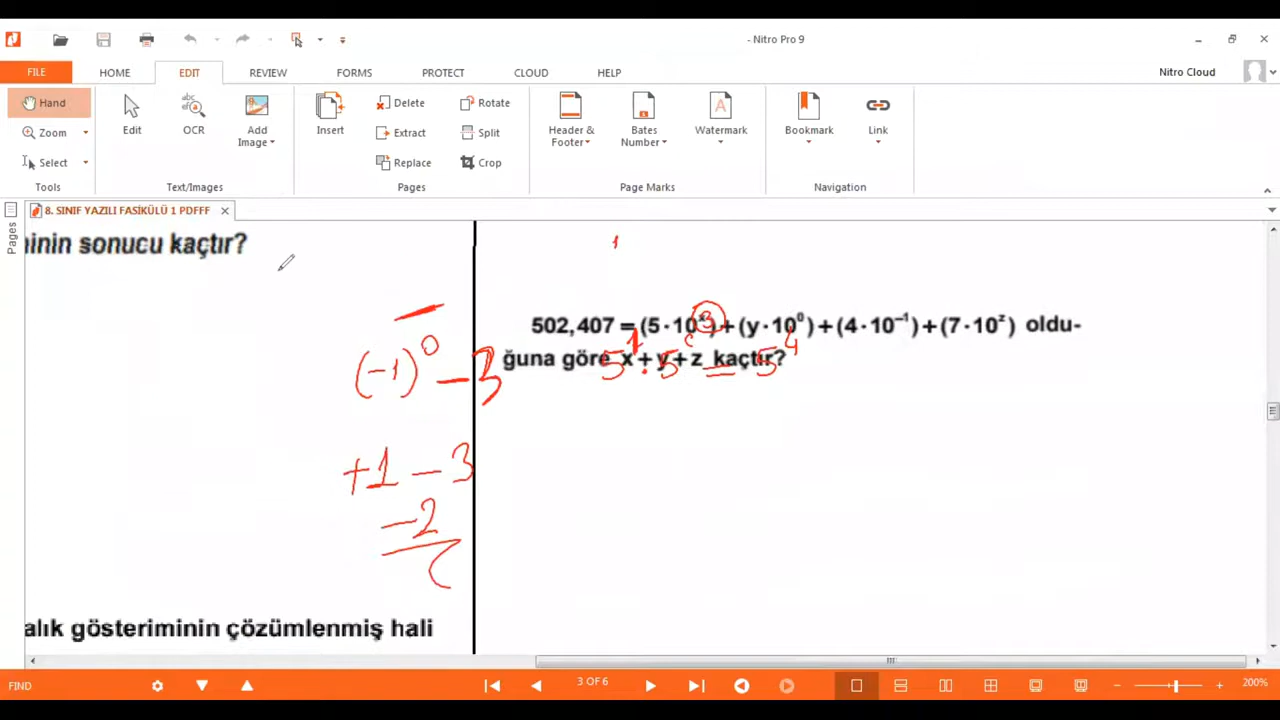 - Nitro Pro 9
FILE HOME EDIT REVIEW FORMS PROTECT CLOUD HELP Nitro Cloud
Hand
Zoom
Select
Tools
Edit
OCR
Add Image
Text/Images
Insert
Delete
Extract
Replace
Rotate
Split
Crop
Pages
Header & Footer
Bates Number
Watermark
Page Marks
Bookmark
Link
Navigation
8. SINIF YAZILI FASİKÜLÜ 1 PDFFF
Pages
inin sonucu kaçtır?
(-1)⁰ - 3
+1 - 3
-2
alık gösteriminin çözümlenmiş hali
1
502,407 = (5·10ˣ) + (y·10⁰) + (4·10⁻¹) + (7·10ᶻ) oldu-
3
ğuna göre x + y + z kaçtır?
FIND 3 OF 6 200%